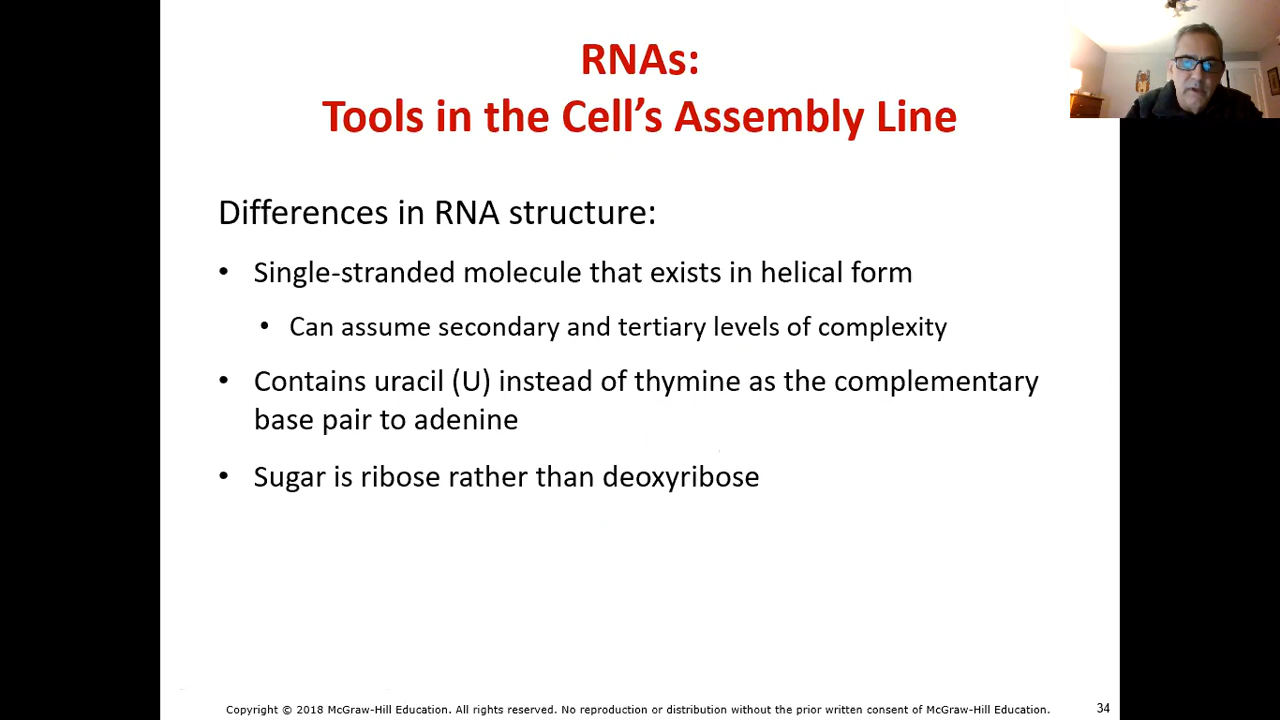 RNAs:
Tools in the Cell’s Assembly Line
Differences in RNA structure:
• Single-stranded molecule that exists in helical form
• Can assume secondary and tertiary levels of complexity
• Contains uracil (U) instead of thymine as the complementary
base pair to adenine
• Sugar is ribose rather than deoxyribose
Copyright © 2018 McGraw-Hill Education. All rights reserved. No reproduction or distribution without the prior written consent of McGraw-Hill Education.
34